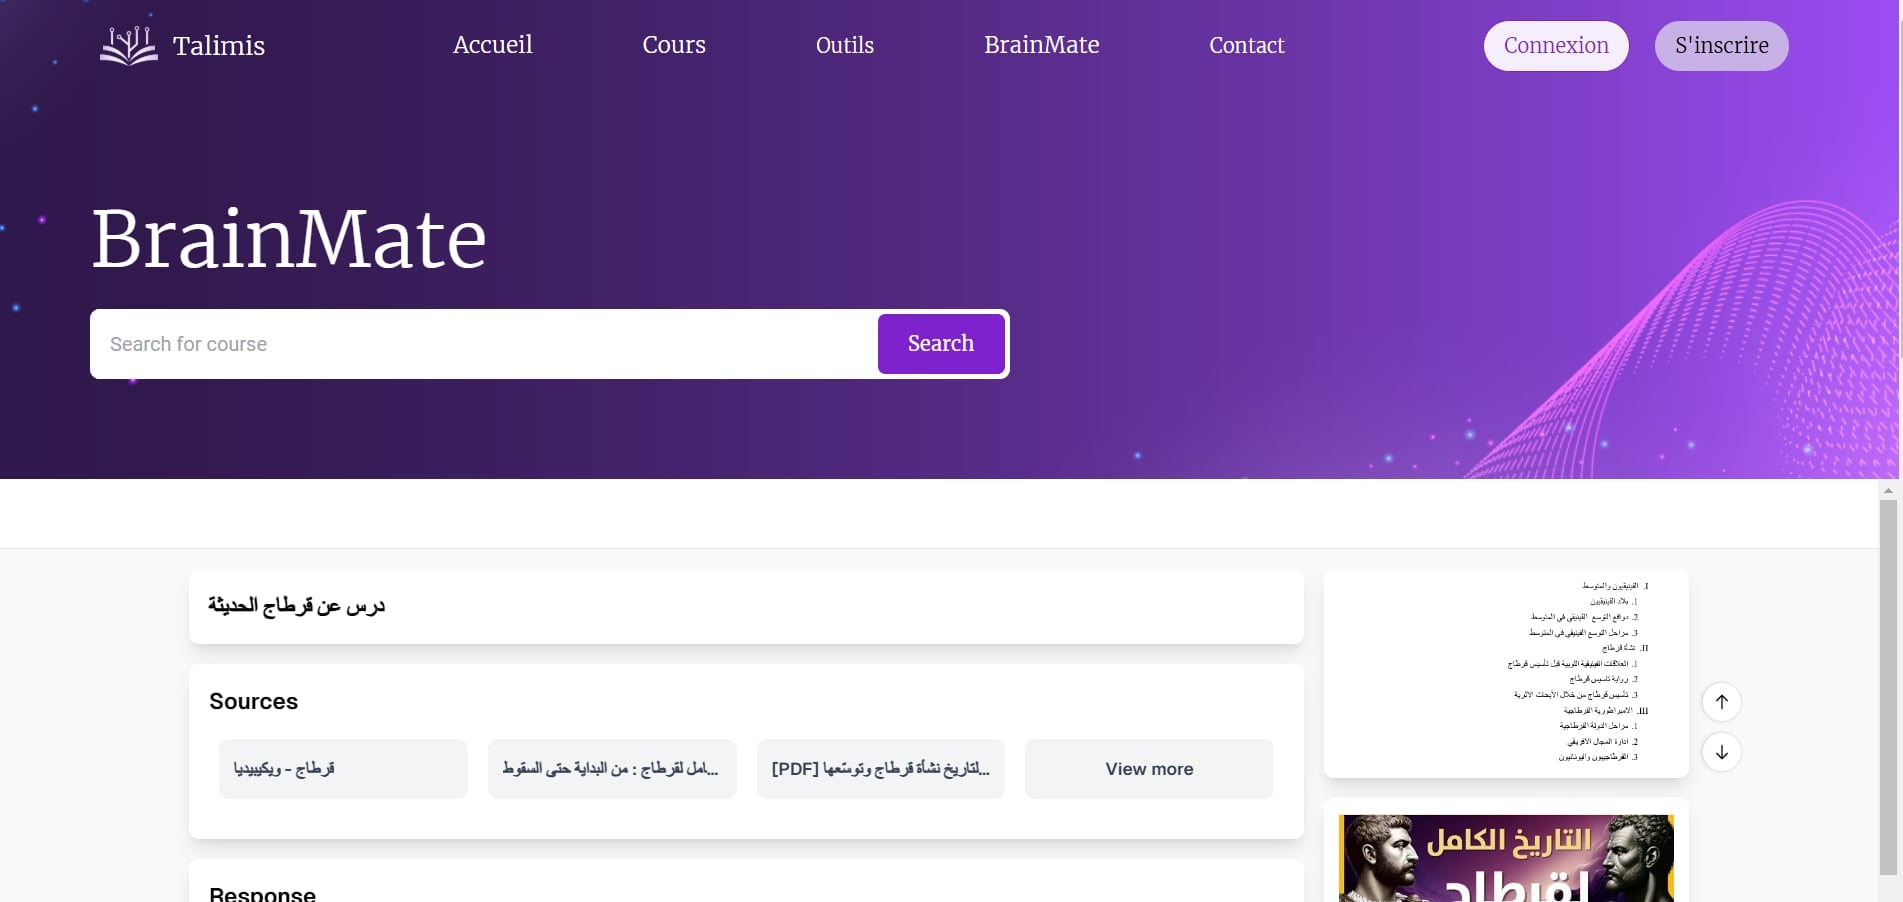 Talimis
Accueil
Cours
Outils
BrainMate
Contact
Connexion
S'inscrire
BrainMate
Search for course
Search
درس عن قرطاج الحديثة
Sources
قرطاج - ويكيبيديا
...امل لقرطاج : من البداية حتى السقوط
[PDF] لتاريخ نشأة قرطاج وتوسّعها...
View more
Response
I. الفينيقيون والمتوسط
1. بلاد الفينيقيين
2. دوافع التوسع الفينيقي في المتوسط
3. مراحل التوسع الفينيقي في المتوسط
II. نشأة قرطاج
1. العلاقات الفينيقية اللوبية قبل تأسيس قرطاج
2. رواية تأسيس قرطاج
3. تأسيس قرطاج من خلال الأبحاث الاثرية
III. الامبراطورية القرطاجية
1. مراحل الدولة القرطاجية
2. ادارة المجال الافريقي
3. القرطاجيون واليونانيون
التاريخ الكامل
لقرطاج